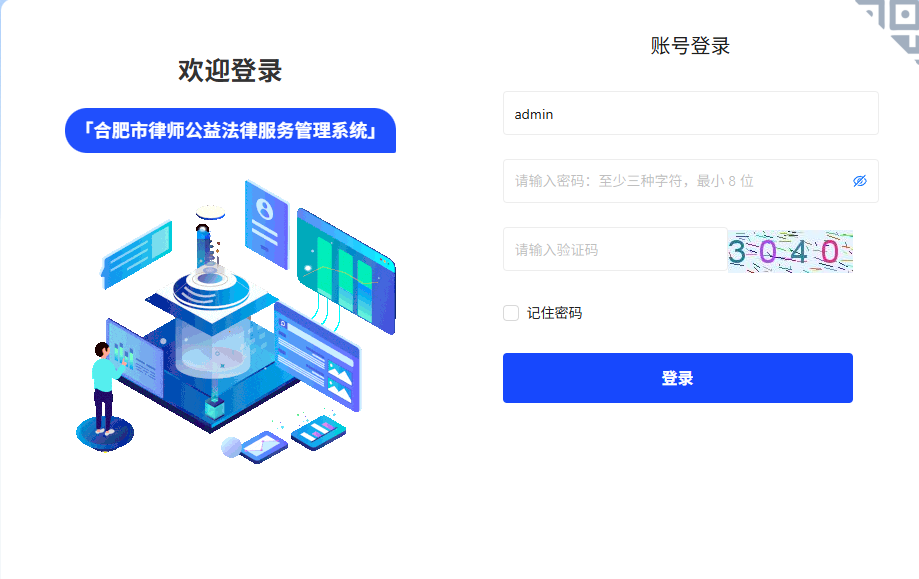 欢迎登录
「合肥市律师公益法律服务管理系统」
账号登录
admin
请输入密码：至少三种字符，最小 8 位
请输入验证码
3040
记住密码
登录